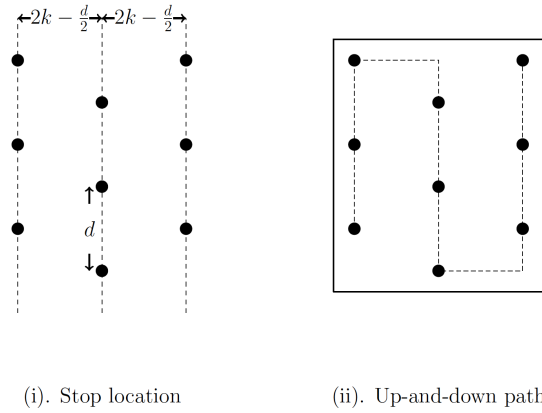 2k − d/2 2k − d/2
d
(i). Stop location (ii). Up-and-down path